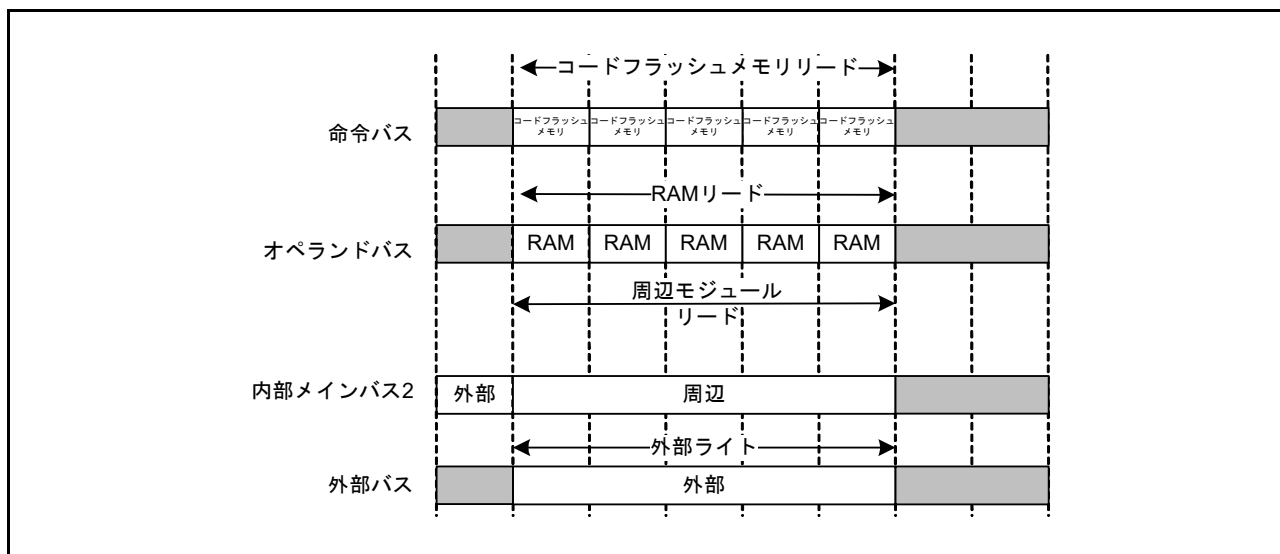 コードフラッシュメモリリード
命令バス
コードフラッシュ
メモリ
コードフラッシュ
メモリ
コードフラッシュ
メモリ
コードフラッシュ
メモリ
コードフラッシュ
メモリ
RAMリード
オペランドバス
RAM
RAM
RAM
RAM
RAM
周辺モジュール
リード
内部メインバス2
外部
周辺
外部ライト
外部バス
外部